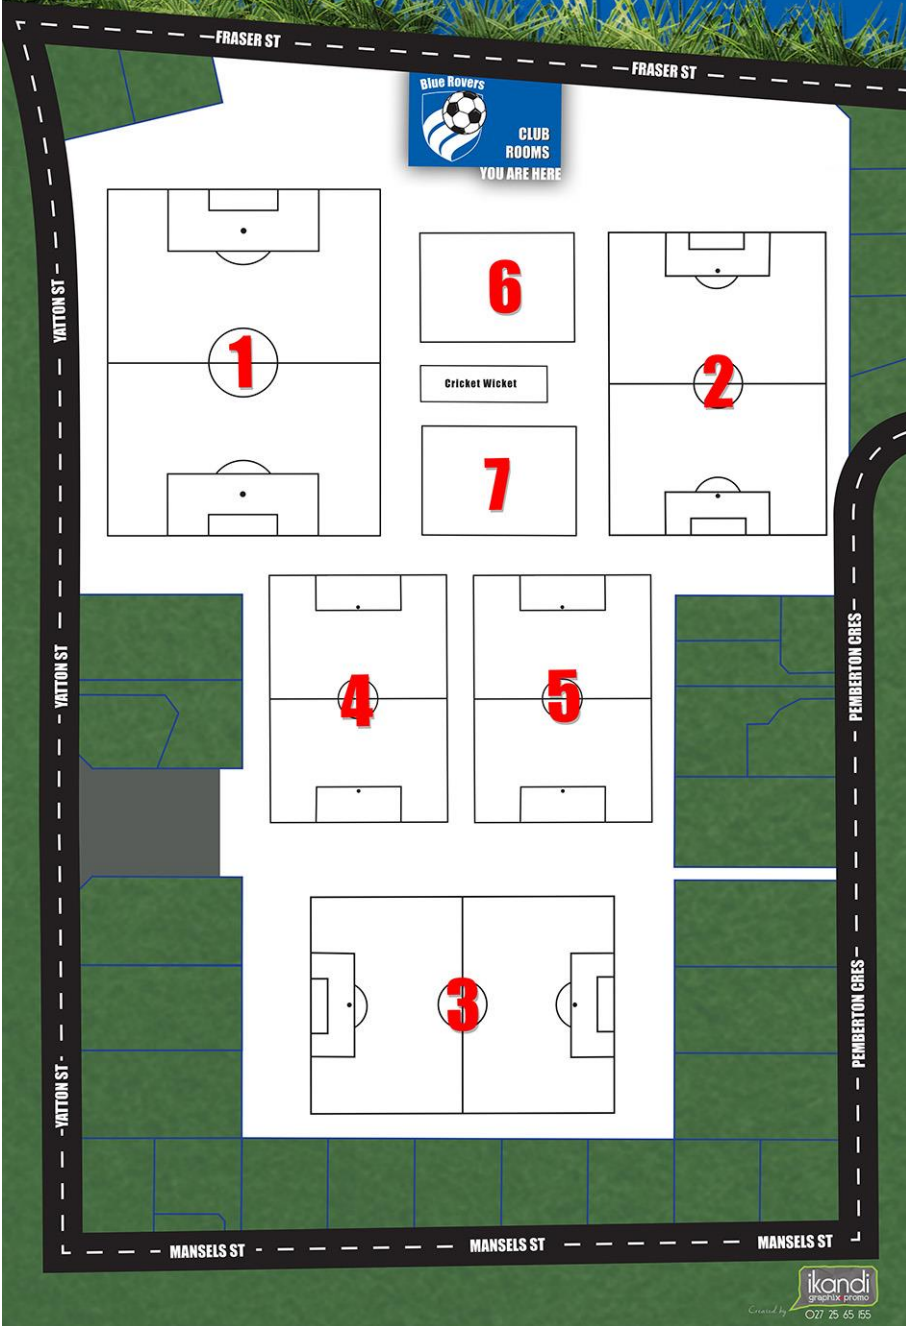 FRASER ST
FRASER ST
Blue Rovers
CLUB
ROOMS
YOU ARE HERE
6
1
2
Cricket Wicket
7
YATTON ST
YATTON ST
YATTON ST
4
5
PEMBERTON CRES
PEMBERTON CRES
3
MANSELS ST
MANSELS ST
MANSELS ST
Created by
ikandi
graphix promo
027 25 65 155